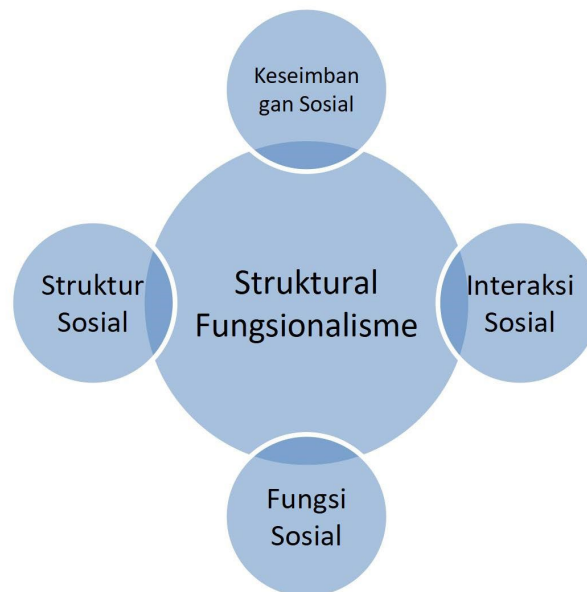 Keseimban
gan Sosial
Struktur
Sosial
Struktural
Fungsionalisme
Interaksi
Sosial
Fungsi
Sosial